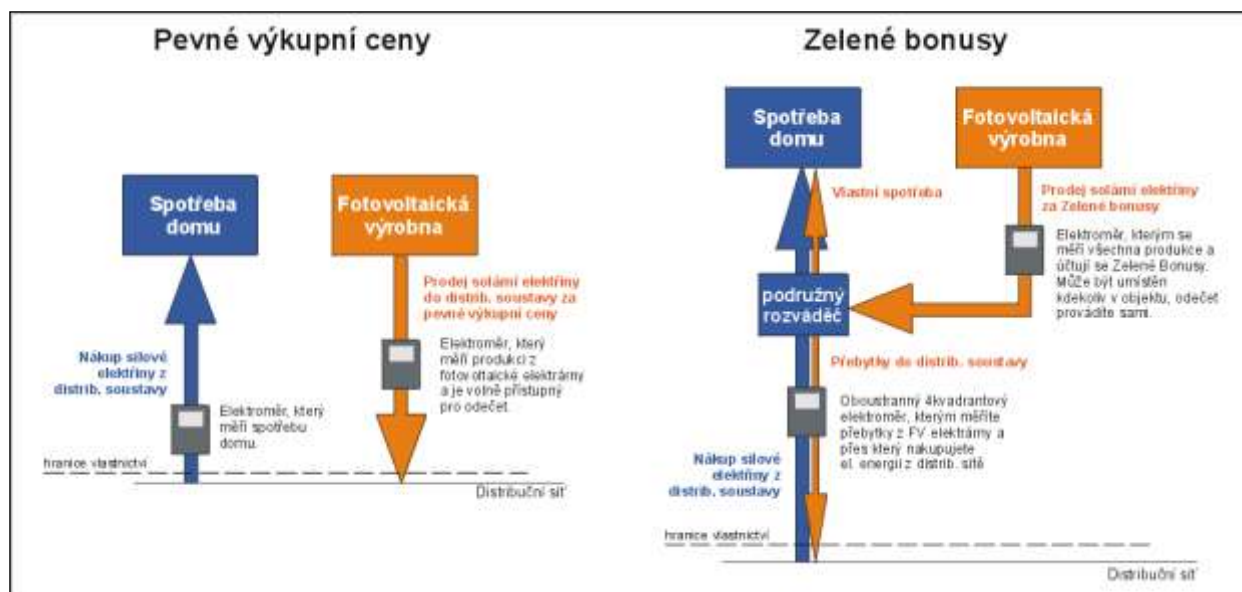 Pevné výkupní ceny
Spotřeba
domu
Fotovoltaická
výrobna
Prodej solární elektřiny
do distrib. soustavy za
pevné výkupní ceny
Nákup silové
elektřiny z
distrib. soustavy
Elektroměr, který
měří produkci z
fotovoltaické elektrárny
a je volně přístupný
pro odečet.
Elektroměr, který
měří spotřebu
domu.
hranice vlastnictví
Distribuční síť
Zelené bonusy
Spotřeba
domu
Fotovoltaická
výrobna
Vlastní spotřeba
Prodej solární elektřiny
za Zelené bonusy
Elektroměr, kterým se
měří všechna produkce a
účtují se Zelené Bonusy.
Může být umístěn
kdekoliv v objektu, odečet
provádíte sami.
podružný
rozváděč
Přebytky do distrib. soustavy
Oboustranný 4kvadrantový
elektroměr, kterým měříte
přebytky z FV elektrárny a
přes který nakupujete
el. energii z distrib. sítě
Nákup silové
elektřiny z
distrib. soustavy
hranice vlastnictví
Distribuční síť